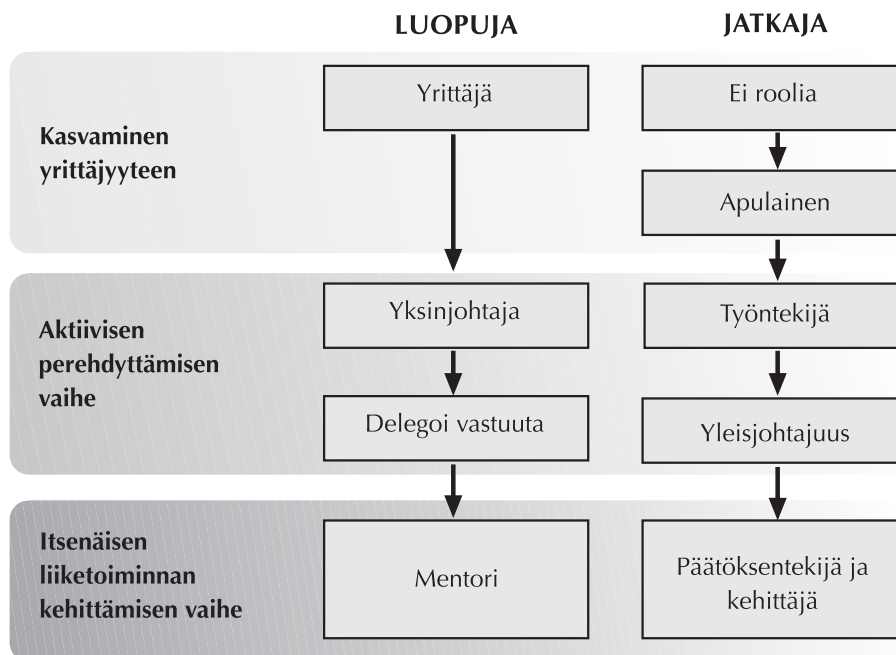 LUOPUJA
JATKAJA
Kasvaminen
yrittäjyyteen
Yrittäjä
Ei roolia
Apulainen
Aktiivisen
perehdyttämisen
vaihe
Yksinjohtaja
Työntekijä
Delegoi vastuuta
Yleisjohtajuus
Itsenäisen
liiketoiminnan
kehittämisen vaihe
Mentori
Päätöksentekijä ja
kehittäjä